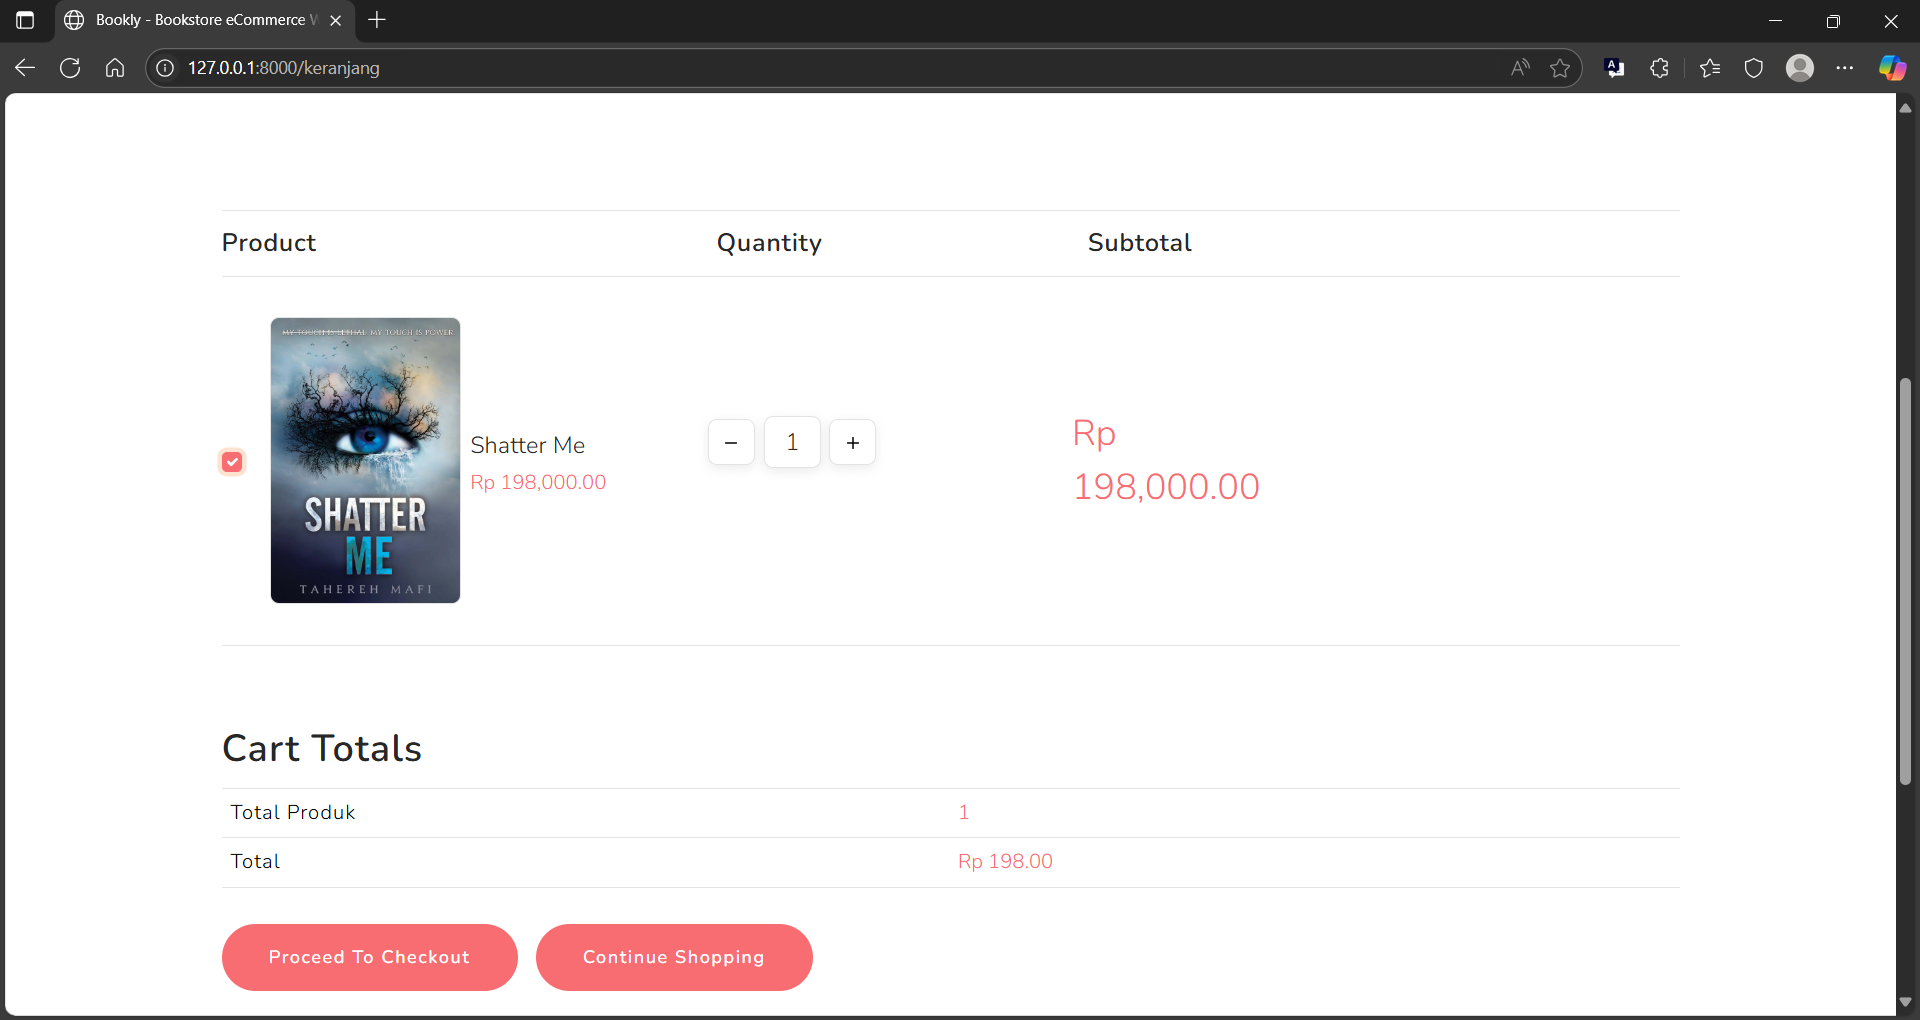 Bookly - Bookstore eCommerce W
127.0.0.1:8000/keranjang
Product Quantity Subtotal
MY TOUCH IS LETHAL MY TOUCH IS POWER
SHATTER
ME
TAHEREH MAFI
Shatter Me
Rp 198,000.00
− 1 +
Rp
198,000.00
Cart Totals
Total Produk 1
Total Rp 198.00
Proceed To Checkout Continue Shopping